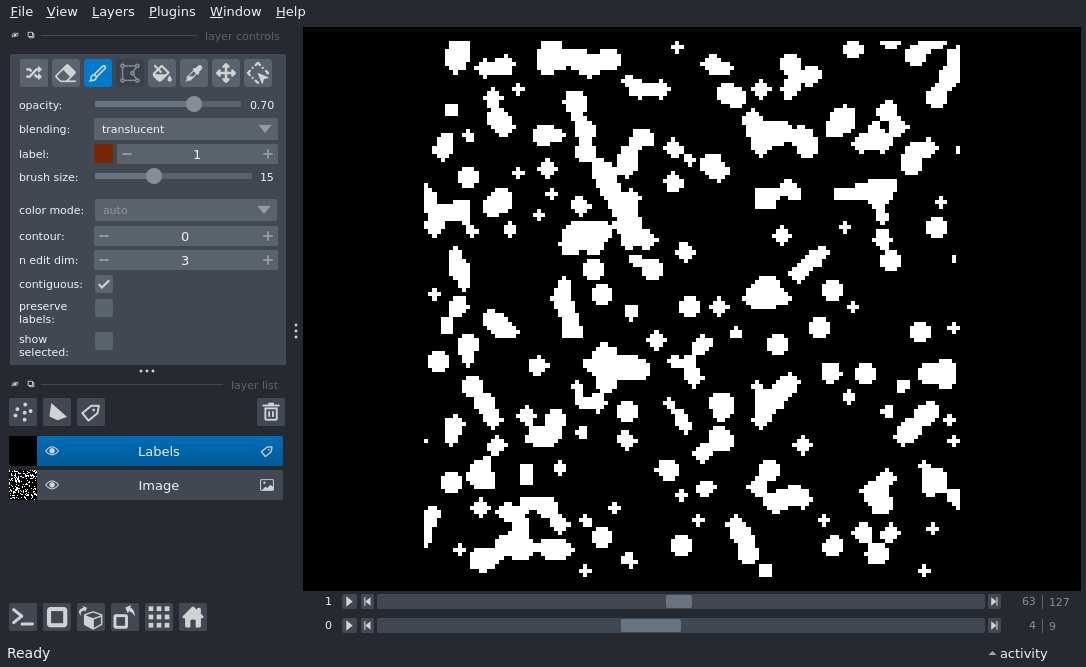 File View Layers Plugins Window Help
layer controls
opacity: 0.70
blending: translucent
label: 1
brush size: 15
color mode: auto
contour: 0
n edit dim: 3
contiguous:
preserve
labels:
show
selected:
layer list
Labels
Image
1 63 127
0 4 9
Ready activity